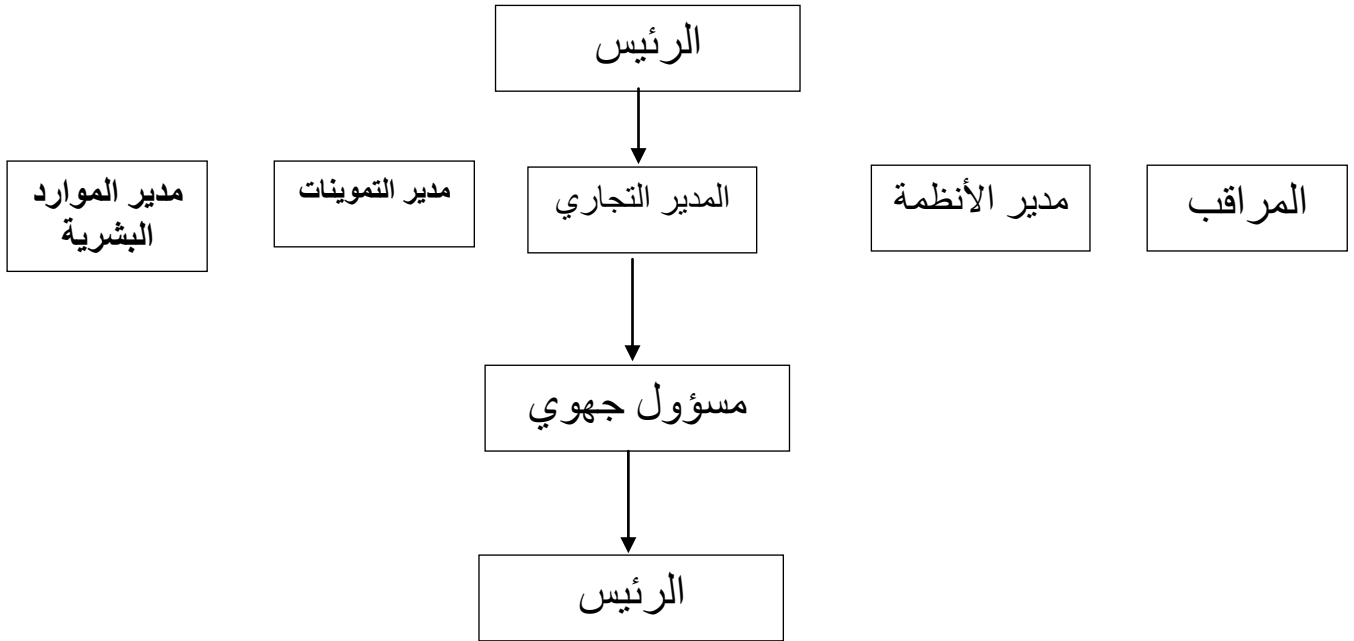 الرئيس
المراقب
مدير الأنظمة
المدير التجاري
مدير التموينات
مدير الموارد
البشرية
مسؤول جهوي
الرئيس